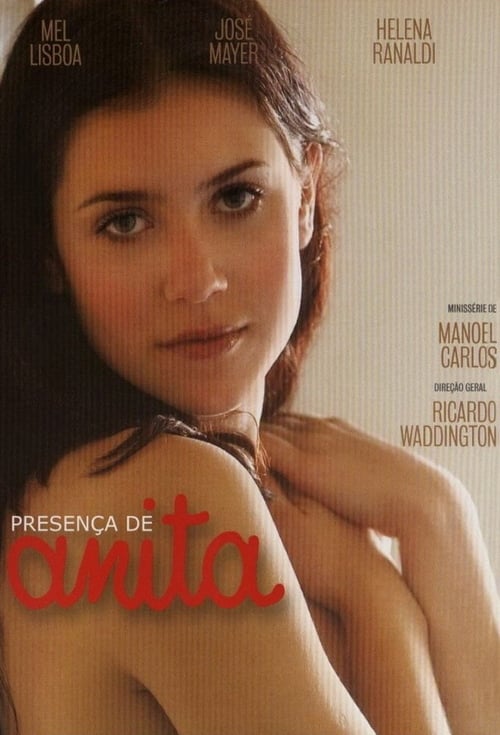 MEL
LISBOA
JOSÉ
MAYER
HELENA
RANALDI
MINISSÉRIE DE
MANOEL
CARLOS
DIREÇÃO GERAL
RICARDO
WADDINGTON
PRESENÇA DE
anita